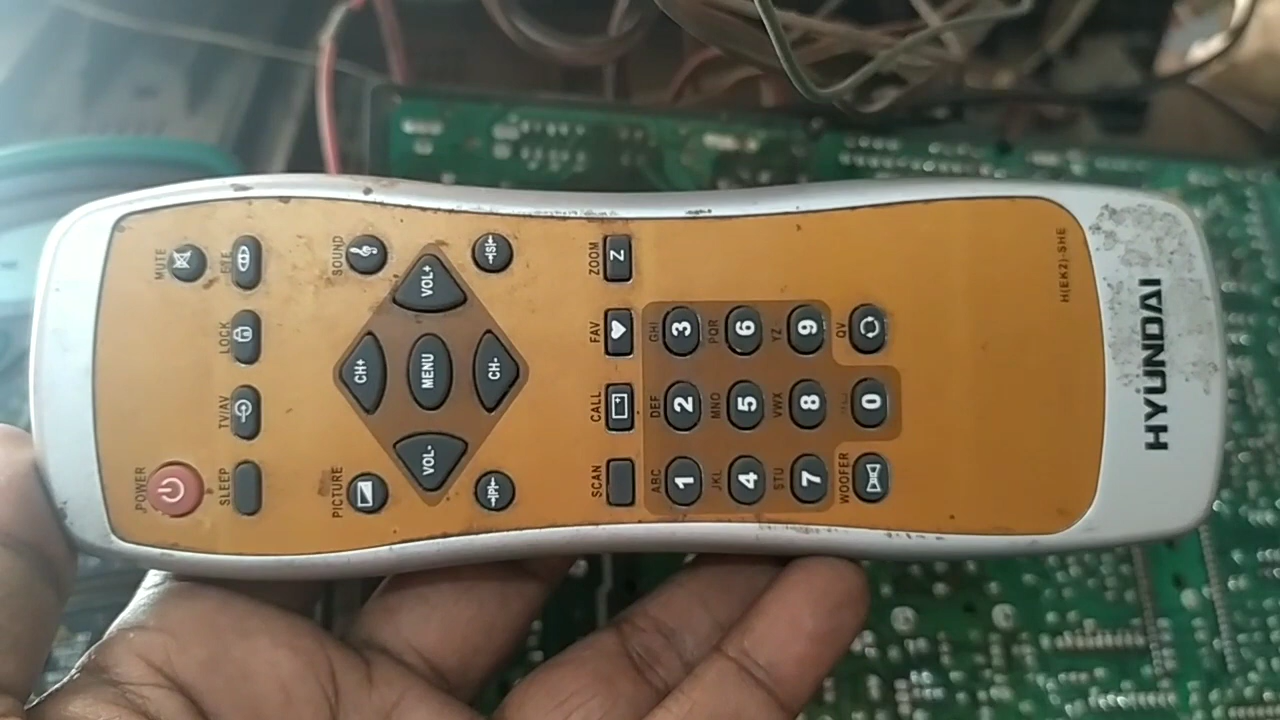 POWER MUTE
SLEEP TV/AV LOCK
PICTURE SOUND
VOL+
CH+ MENU CH-
VOL-
P S
SCAN CALL FAV ZOOM
Z
ABC DEF GHI
1 2 3
JKL MNO PQR
4 5 6
STU VWX YZ
7 8 9
WOOFER QV
0
H(EK2)-SHE
HYUNDAI